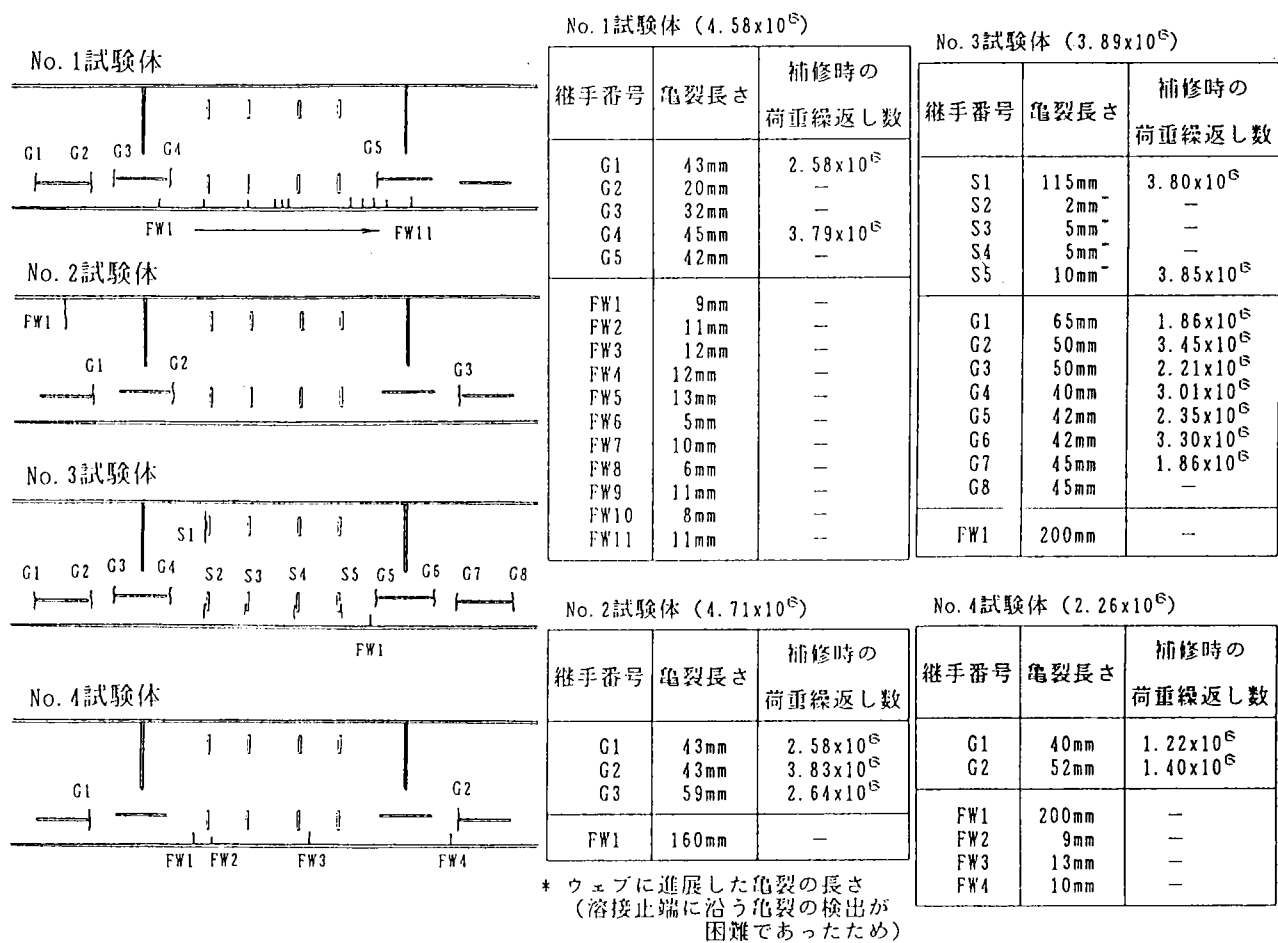 No.1試験体
G1 G2 G3 G4 G5
FW1 FW11
No.2試験体
FW1
G1 G2 G3
No.3試験体
S1
G1 G2 G3 G4 S2 S3 S4 S5 G5 G6 G7 G8
FW1
No.4試験体
G1 G2
FW1 FW2 FW3 FW4
No.1試験体 (4.58x10⁶)
継手番号 亀裂長さ 補修時の
荷重繰返し数
G1 43mm 2.58x10⁶
G2 20mm —
G3 32mm —
G4 45mm 3.79x10⁶
G5 42mm —
FW1 9mm —
FW2 11mm —
FW3 12mm —
FW4 12mm —
FW5 13mm —
FW6 5mm —
FW7 10mm —
FW8 6mm —
FW9 11mm —
FW10 8mm —
FW11 11mm —
No.2試験体 (4.71x10⁶)
継手番号 亀裂長さ 補修時の
荷重繰返し数
G1 43mm 2.58x10⁶
G2 43mm 3.83x10⁶
G3 59mm 2.64x10⁶
FW1 160mm —
* ウェブに進展した亀裂の長さ
(溶接止端に沿う亀裂の検出が
困難であったため)
No.3試験体 (3.89x10⁶)
継手番号 亀裂長さ 補修時の
荷重繰返し数
S1 115mm 3.80x10⁶
S2 2mm* —
S3 5mm* —
S4 5mm* —
S5 10mm* 3.85x10⁶
G1 65mm 1.86x10⁶
G2 50mm 3.45x10⁶
G3 50mm 2.21x10⁶
G4 40mm 3.01x10⁶
G5 42mm 2.35x10⁶
G6 42mm 3.30x10⁶
G7 45mm 1.86x10⁶
G8 45mm —
FW1 200mm —
No.4試験体 (2.26x10⁶)
継手番号 亀裂長さ 補修時の
荷重繰返し数
G1 40mm 1.22x10⁶
G2 52mm 1.40x10⁶
FW1 200mm —
FW2 9mm —
FW3 13mm —
FW4 10mm —